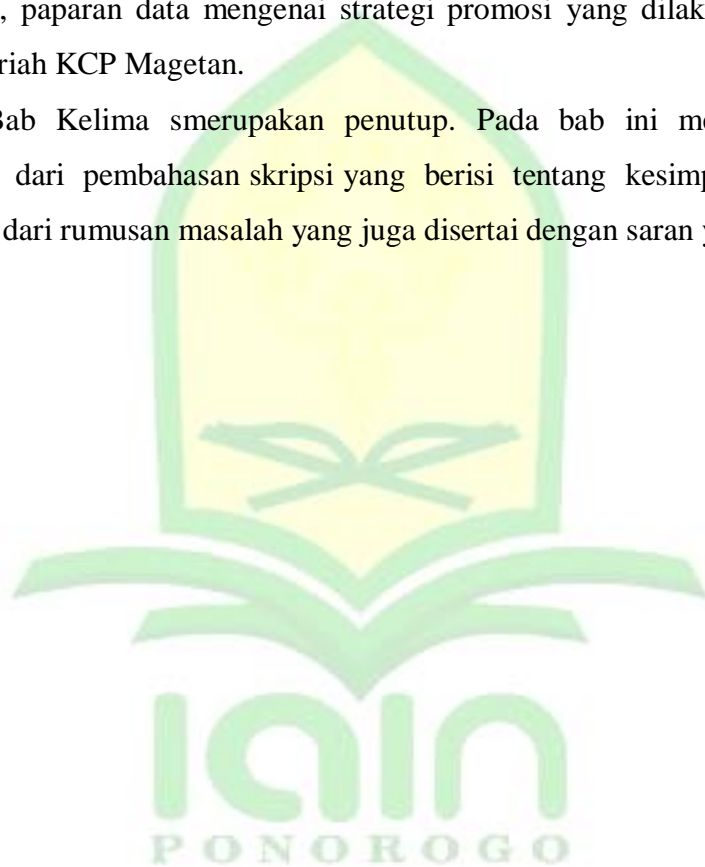 , paparan data mengenai strategi promosi yang dilak
riah KCP Magetan.
Bab Kelima smerupakan penutup. Pada bab ini me
dari pembahasan skripsi yang berisi tentang kesimp
dari rumusan masalah yang juga disertai dengan saran y
iain
PONOROGO